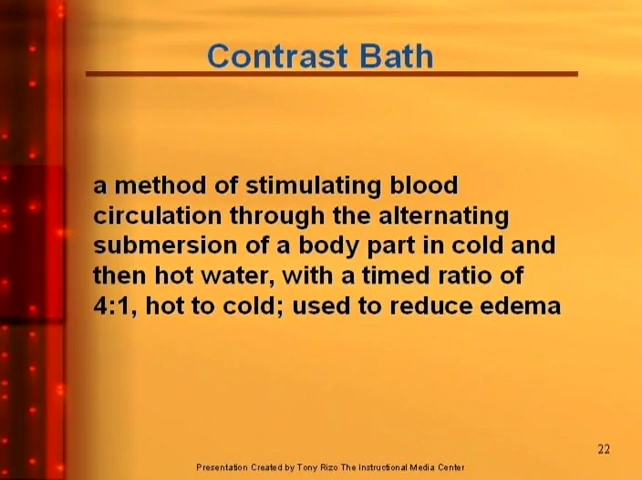 Contrast Bath
a method of stimulating blood
circulation through the alternating
submersion of a body part in cold and
then hot water, with a timed ratio of
4:1, hot to cold; used to reduce edema
22
Presentation Created by Tony Rizo The Instructional Media Center